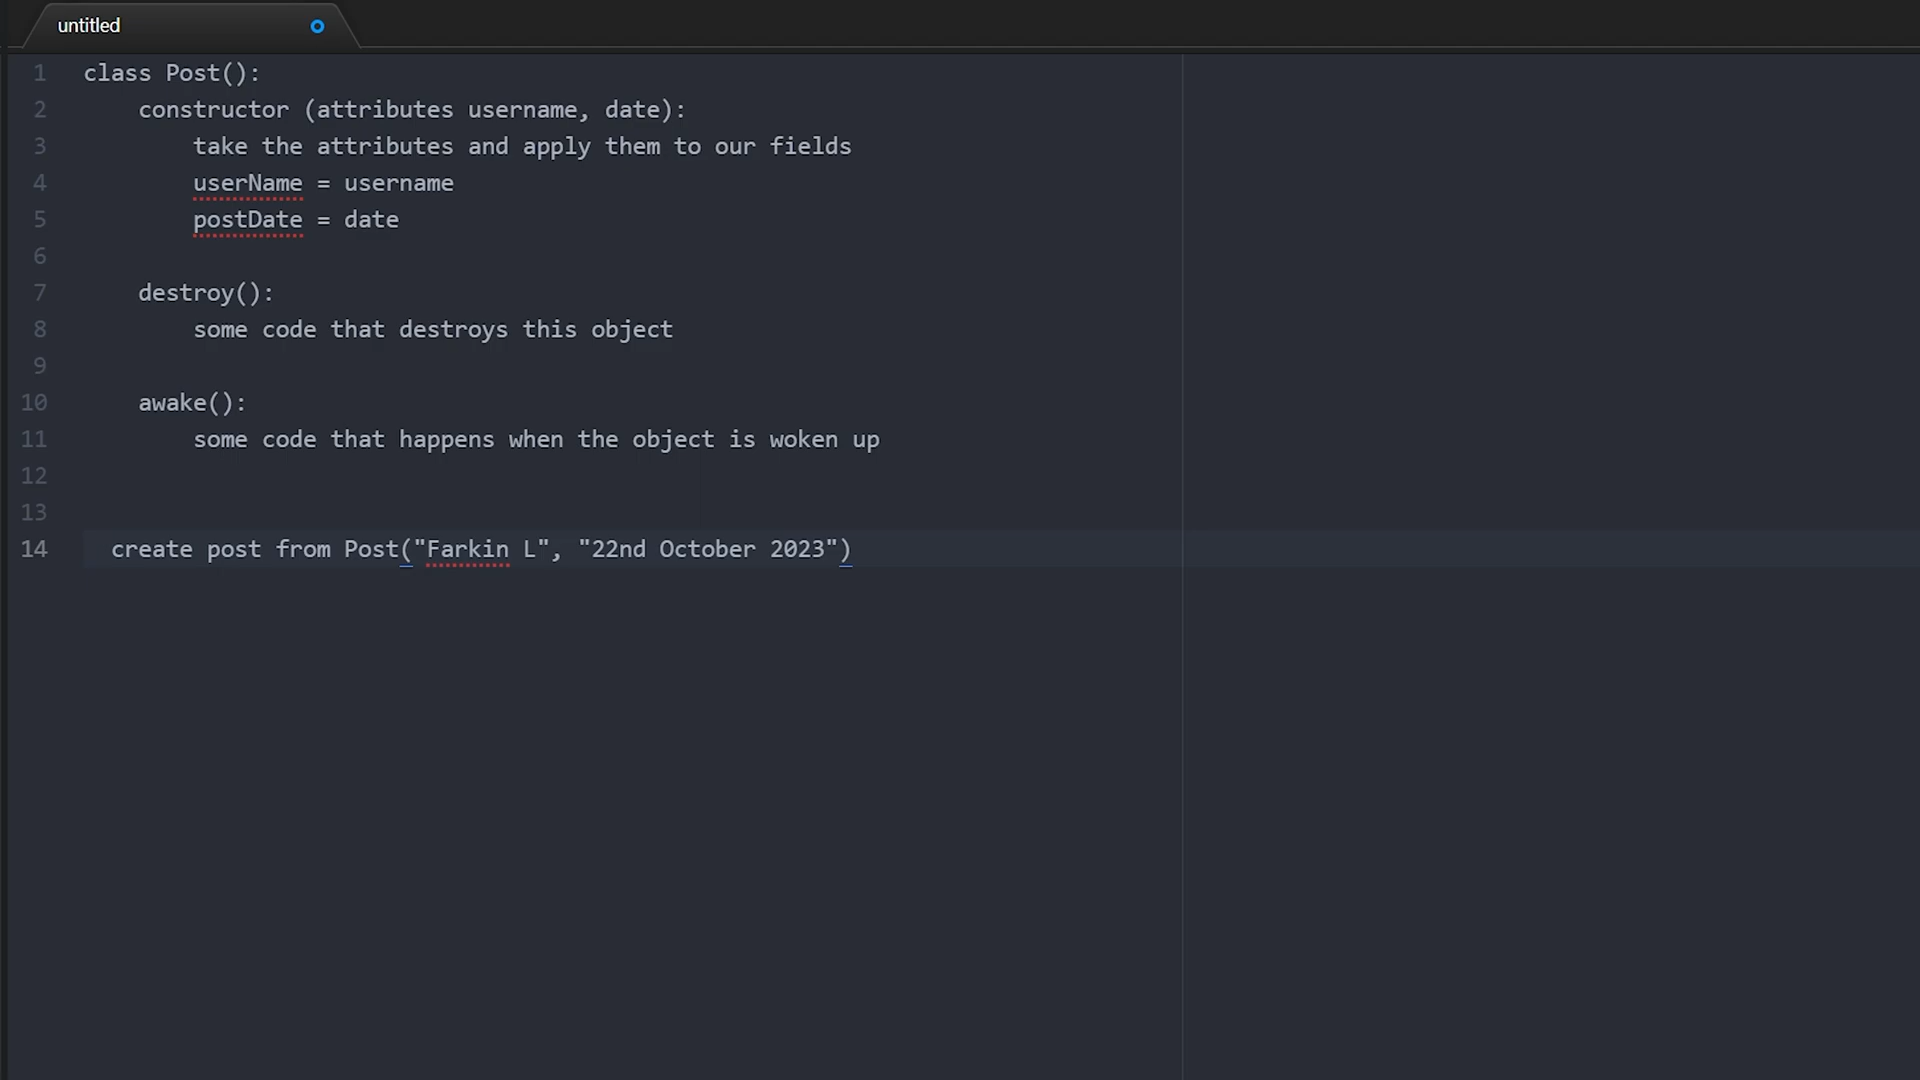 untitled
1 class Post():
2 constructor (attributes username, date):
3 take the attributes and apply them to our fields
4 userName = username
5 postDate = date
6
7 destroy():
8 some code that destroys this object
9
10 awake():
11 some code that happens when the object is woken up
12
13
14 create post from Post("Farkin L", "22nd October 2023")